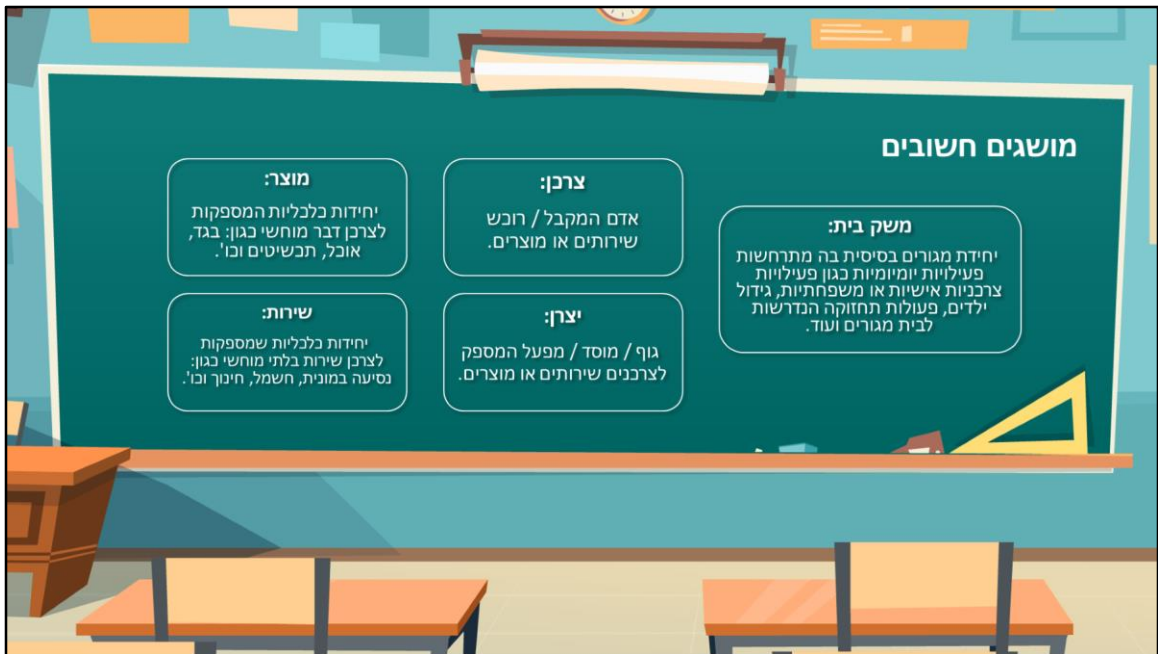 מושגים חשובים
משק בית:
יחידת מגורים בסיסית בה מתרחשות
פעילויות יומיומיות כגון פעילויות
צרכניות אישיות או משפחתיות, גידול
ילדים, פעולות תחזוקה הנדרשות
לבית מגורים ועוד.
צרכן:
אדם המקבל / רוכש
שירותים או מוצרים.
יצרן:
גוף / מוסד / מפעל המספק
לצרכנים שירותים או מוצרים.
מוצר:
יחידות כלכליות המספקות
לצרכן דבר מוחשי כגון: בגד,
אוכל, תכשיטים וכו'.
שירות:
יחידות כלכליות שמספקות
לצרכן שירות בלתי מוחשי כגון:
נסיעה במונית, חשמל, חינוך וכו'.